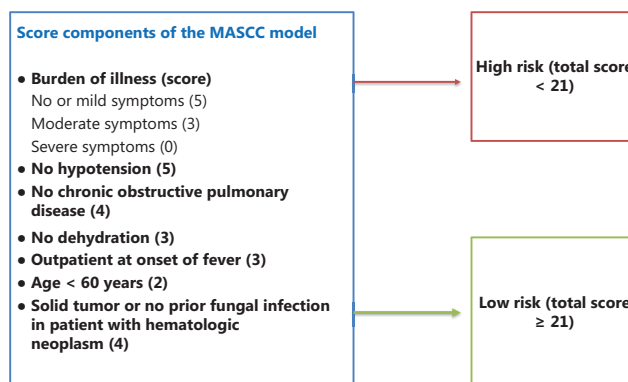 Score components of the MASCC model
● Burden of illness (score)
No or mild symptoms (5)
Moderate symptoms (3)
Severe symptoms (0)
● No hypotension (5)
● No chronic obstructive pulmonary
disease (4)
● No dehydration (3)
● Outpatient at onset of fever (3)
● Age < 60 years (2)
● Solid tumor or no prior fungal infection
in patient with hematologic
neoplasm (4)
High risk (total score
< 21)
Low risk (total score
≥ 21)